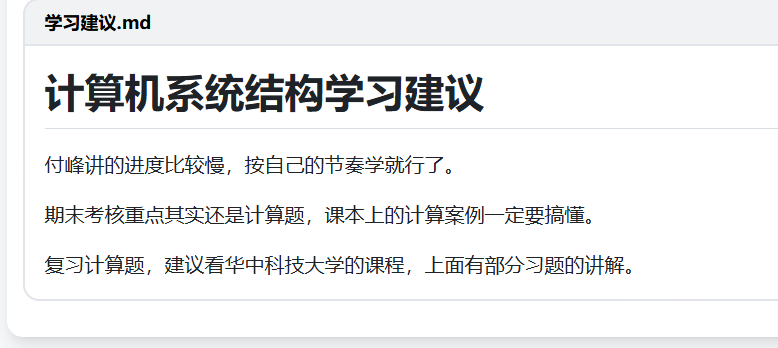 学习建议.md
计算机系统结构学习建议
付峰讲的进度比较慢，按自己的节奏学就行了。
期末考核重点其实还是计算题，课本上的计算案例一定要搞懂。
复习计算题，建议看华中科技大学的课程，上面有部分习题的讲解。